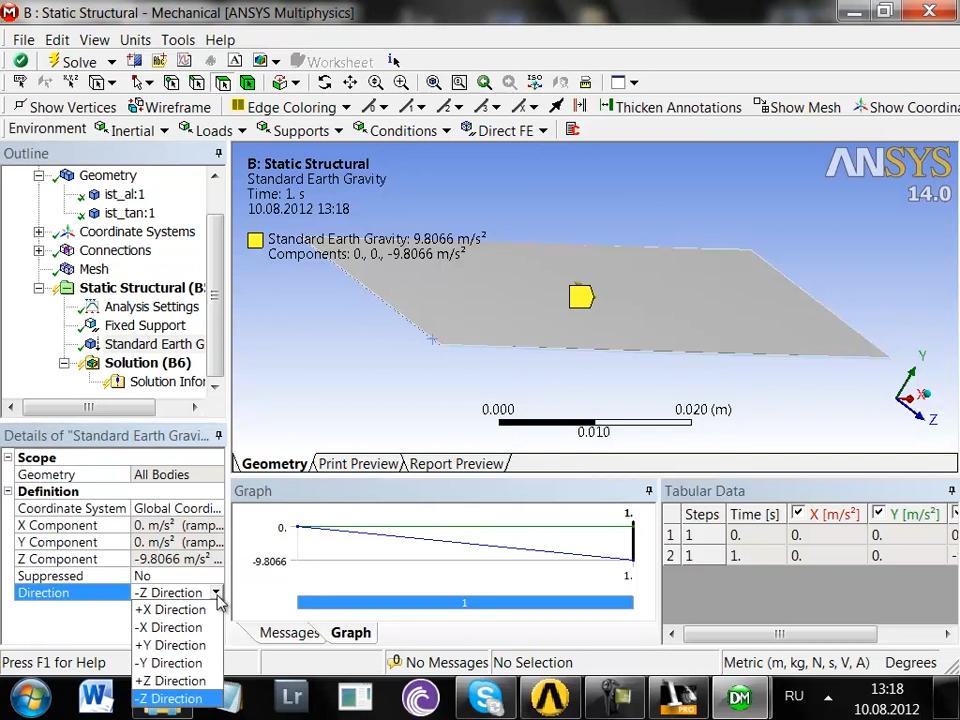 B : Static Structural - Mechanical [ANSYS Multiphysics]
File Edit View Units Tools Help
Solve A Worksheet
ISO
Show Vertices Wireframe Edge Coloring Thicken Annotations Show Mesh Show Coordina
Environment Inertial Loads Supports Conditions Direct FE
Outline
Geometry
ist_al:1
ist_tan:1
Coordinate Systems
Connections
Mesh
Static Structural (B
Analysis Settings
Fixed Support
Standard Earth G
Solution (B6)
Solution Infor
B: Static Structural
Standard Earth Gravity
Time: 1. s
10.08.2012 13:18
Standard Earth Gravity: 9.8066 m/s²
Components: 0., 0., -9.8066 m/s²
ANSYS
14.0
Y
X
Z
0.000 0.020 (m)
0.010
Geometry Print Preview Report Preview
Details of "Standard Earth Gravi...
Scope
Geometry All Bodies
Definition
Coordinate System Global Coordi...
X Component 0. m/s² (ramp...
Y Component 0. m/s² (ramp...
Z Component -9.8066 m/s² ...
Suppressed No
Direction -Z Direction
+X Direction
-X Direction
+Y Direction
-Y Direction
+Z Direction
-Z Direction
Graph
1.
0.
-9.8066
1.
1
Messages Graph
Tabular Data
Steps Time [s] X [m/s²] Y [m/s²]
1 1 0. 0. 0.
2 1 1. 0. 0.
Press F1 for Help 0 No Messages No Selection Metric (m, kg, N, s, V, A) Degrees
W Lr S DM RU 13:18
PRO 10.08.2012